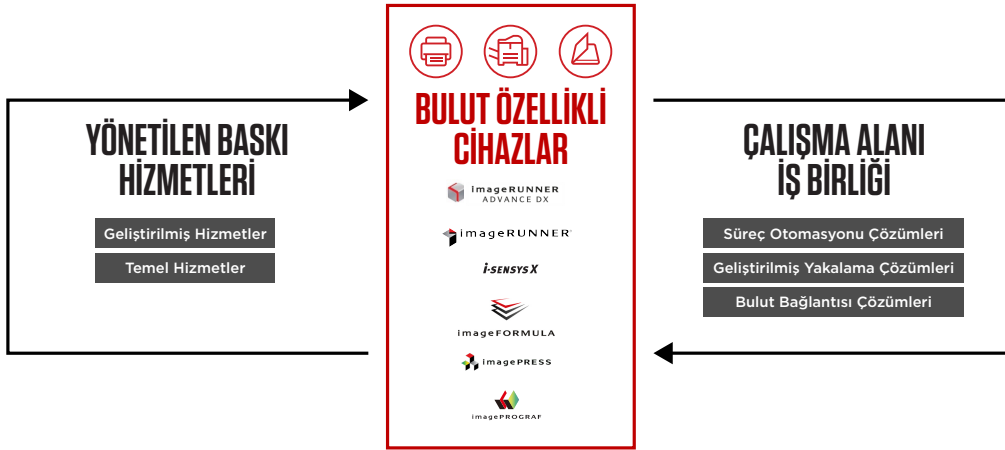 YÖNETİLEN BASKI
HİZMETLERİ
Geliştirilmiş Hizmetler
Temel Hizmetler
BULUT ÖZELLİKLİ
CİHAZLAR
imageRUNNER
ADVANCE DX
imageRUNNER
i-SENSYS X
imageFORMULA
imagePRESS
imagePROGRAF
ÇALIŞMA ALANI
İŞ BİRLİĞİ
Süreç Otomasyonu Çözümleri
Geliştirilmiş Yakalama Çözümleri
Bulut Bağlantısı Çözümleri